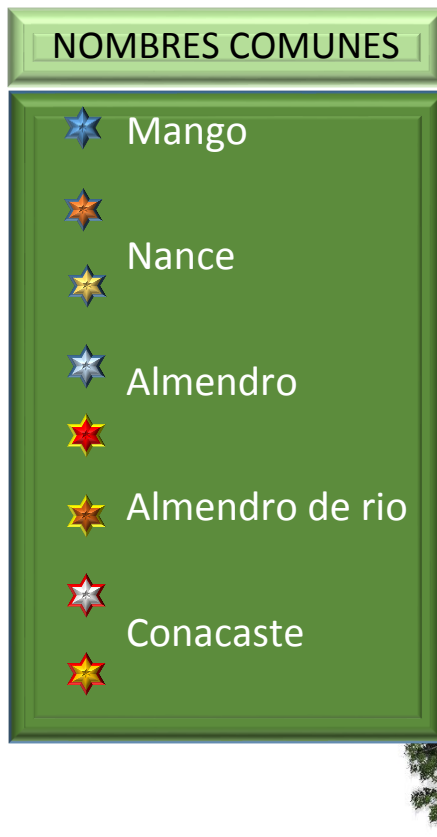 NOMBRES COMUNES
Mango
Nance
Almendro
Almendro de rio
Conacaste